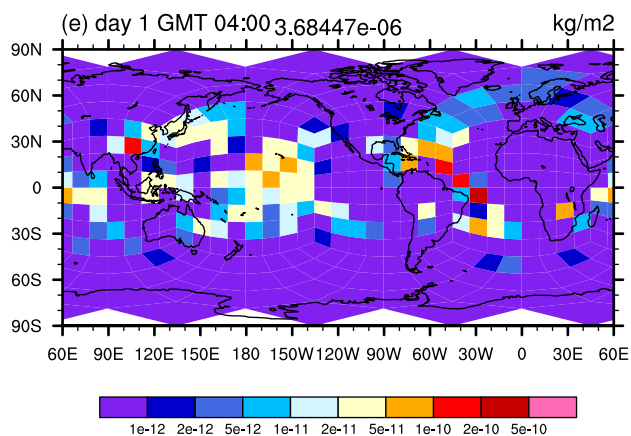 (e) day 1 GMT 04:00 3.68447e-06 kg/m2
90N
60N
30N
0
30S
60S
90S
60E 90E 120E 150E 180 150W 120W 90W 60W 30W 0 30E 60E
1e-12 2e-12 5e-12 1e-11 2e-11 5e-11 1e-10 2e-10 5e-10